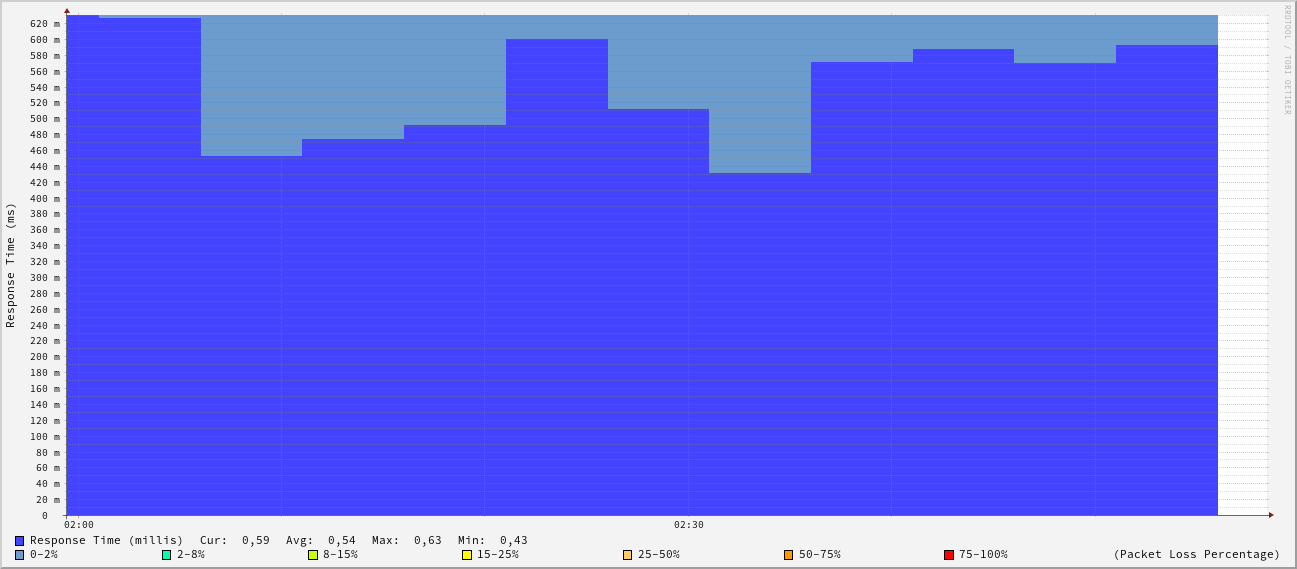 RRDTOOL / TOBI OETIKER
Response Time (ms)
620 m
600 m
580 m
560 m
540 m
520 m
500 m
480 m
460 m
440 m
420 m
400 m
380 m
360 m
340 m
320 m
300 m
280 m
260 m
240 m
220 m
200 m
180 m
160 m
140 m
120 m
100 m
80 m
60 m
40 m
20 m
0
02:00 02:30
Response Time (millis) Cur: 0,59 Avg: 0,54 Max: 0,63 Min: 0,43
0-2% 2-8% 8-15% 15-25% 25-50% 50-75% 75-100% (Packet Loss Percentage)